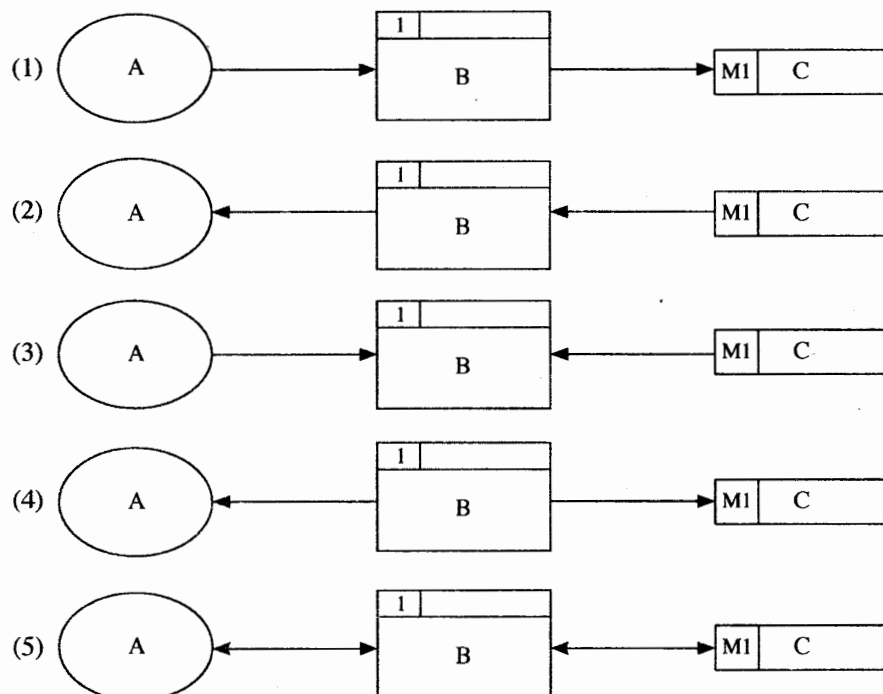 1
(1) A B M1 C
1
(2) A B M1 C
1
(3) A B M1 C
1
(4) A B M1 C
1
(5) A B M1 C